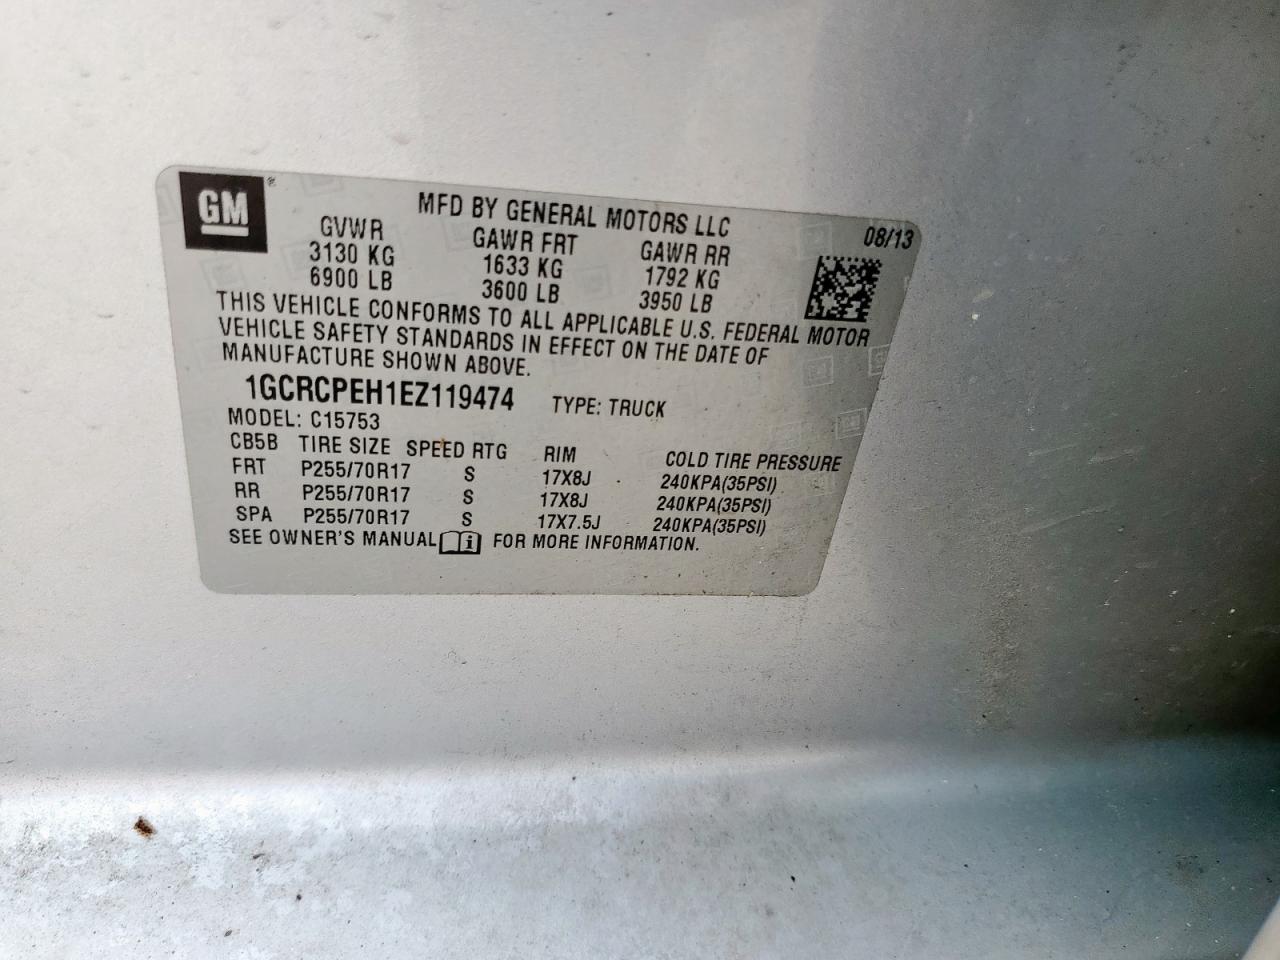 GM ®
MFD BY GENERAL MOTORS LLC
08/13
GVWR GAWR FRT GAWR RR
3130 KG 1633 KG 1792 KG
6900 LB 3600 LB 3950 LB
THIS VEHICLE CONFORMS TO ALL APPLICABLE U.S. FEDERAL MOTOR
VEHICLE SAFETY STANDARDS IN EFFECT ON THE DATE OF
MANUFACTURE SHOWN ABOVE.
1GCRCPEH1EZ119474 TYPE: TRUCK
MODEL: C15753
CB5B TIRE SIZE SPEED RTG RIM COLD TIRE PRESSURE
FRT P255/70R17 S 17X8J 240KPA(35PSI)
RR P255/70R17 S 17X8J 240KPA(35PSI)
SPA P255/70R17 S 17X7.5J 240KPA(35PSI)
SEE OWNER'S MANUAL i FOR MORE INFORMATION.